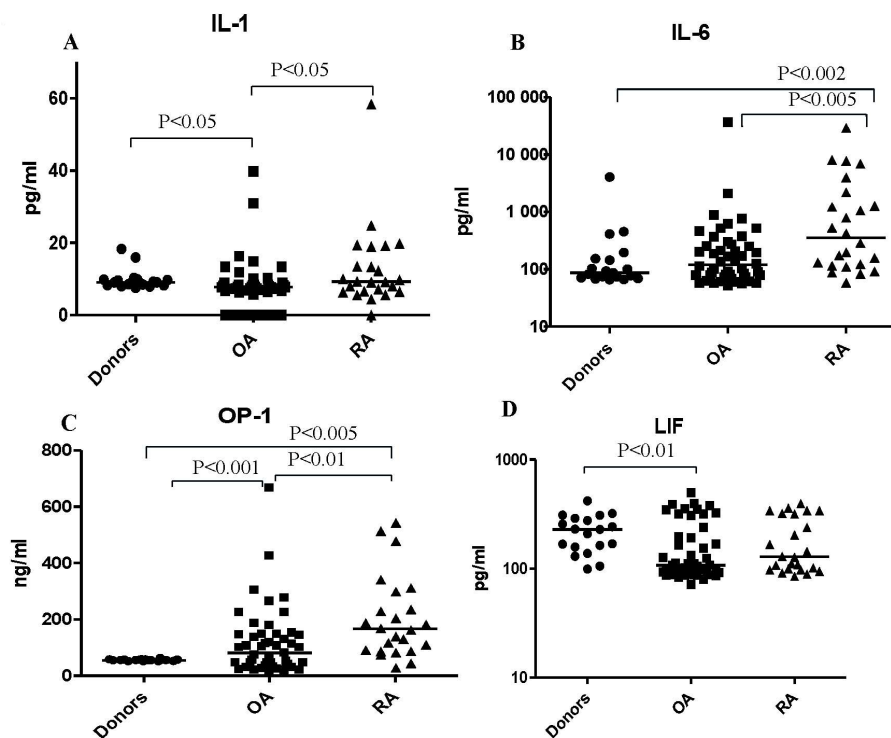 A
IL-1
P<0.05
P<0.05
pg/ml
60
40
20
0
Donors
OA
RA
B
IL-6
P<0.002
P<0.005
pg/ml
100 000
10 000
1 000
100
10
Donors
OA
RA
C
OP-1
P<0.005
P<0.001
P<0.01
ng/ml
800
600
400
200
0
Donors
OA
RA
D
LIF
P<0.01
pg/ml
1000
100
10
Donors
OA
RA